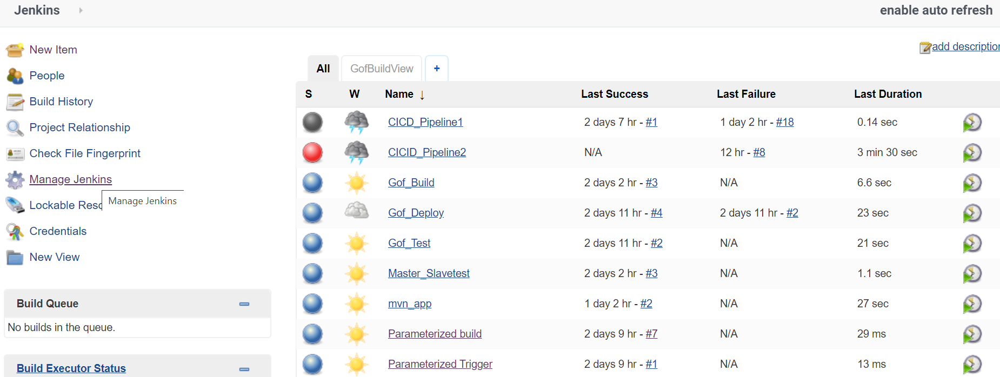 Jenkins
enable auto refresh
New Item
People
Build History
Project Relationship
Check File Fingerprint
Manage Jenkins
Manage Jenkins
Lockable Reso
Credentials
New View
Build Queue
No builds in the queue.
Build Executor Status
add description
All GofBuildView +
S W Name ↓ Last Success Last Failure Last Duration
CICD_Pipeline1 2 days 7 hr - #1 1 day 2 hr - #18 0.14 sec
CICID_Pipeline2 N/A 12 hr - #8 3 min 30 sec
Gof_Build 2 days 2 hr - #3 N/A 6.6 sec
Gof_Deploy 2 days 11 hr - #4 2 days 11 hr - #2 23 sec
Gof_Test 2 days 11 hr - #2 N/A 21 sec
Master_Slavetest 2 days 2 hr - #3 N/A 1.1 sec
mvn_app 1 day 2 hr - #2 N/A 27 sec
Parameterized build 2 days 9 hr - #7 N/A 29 ms
Parameterized Trigger 2 days 9 hr - #1 N/A 13 ms